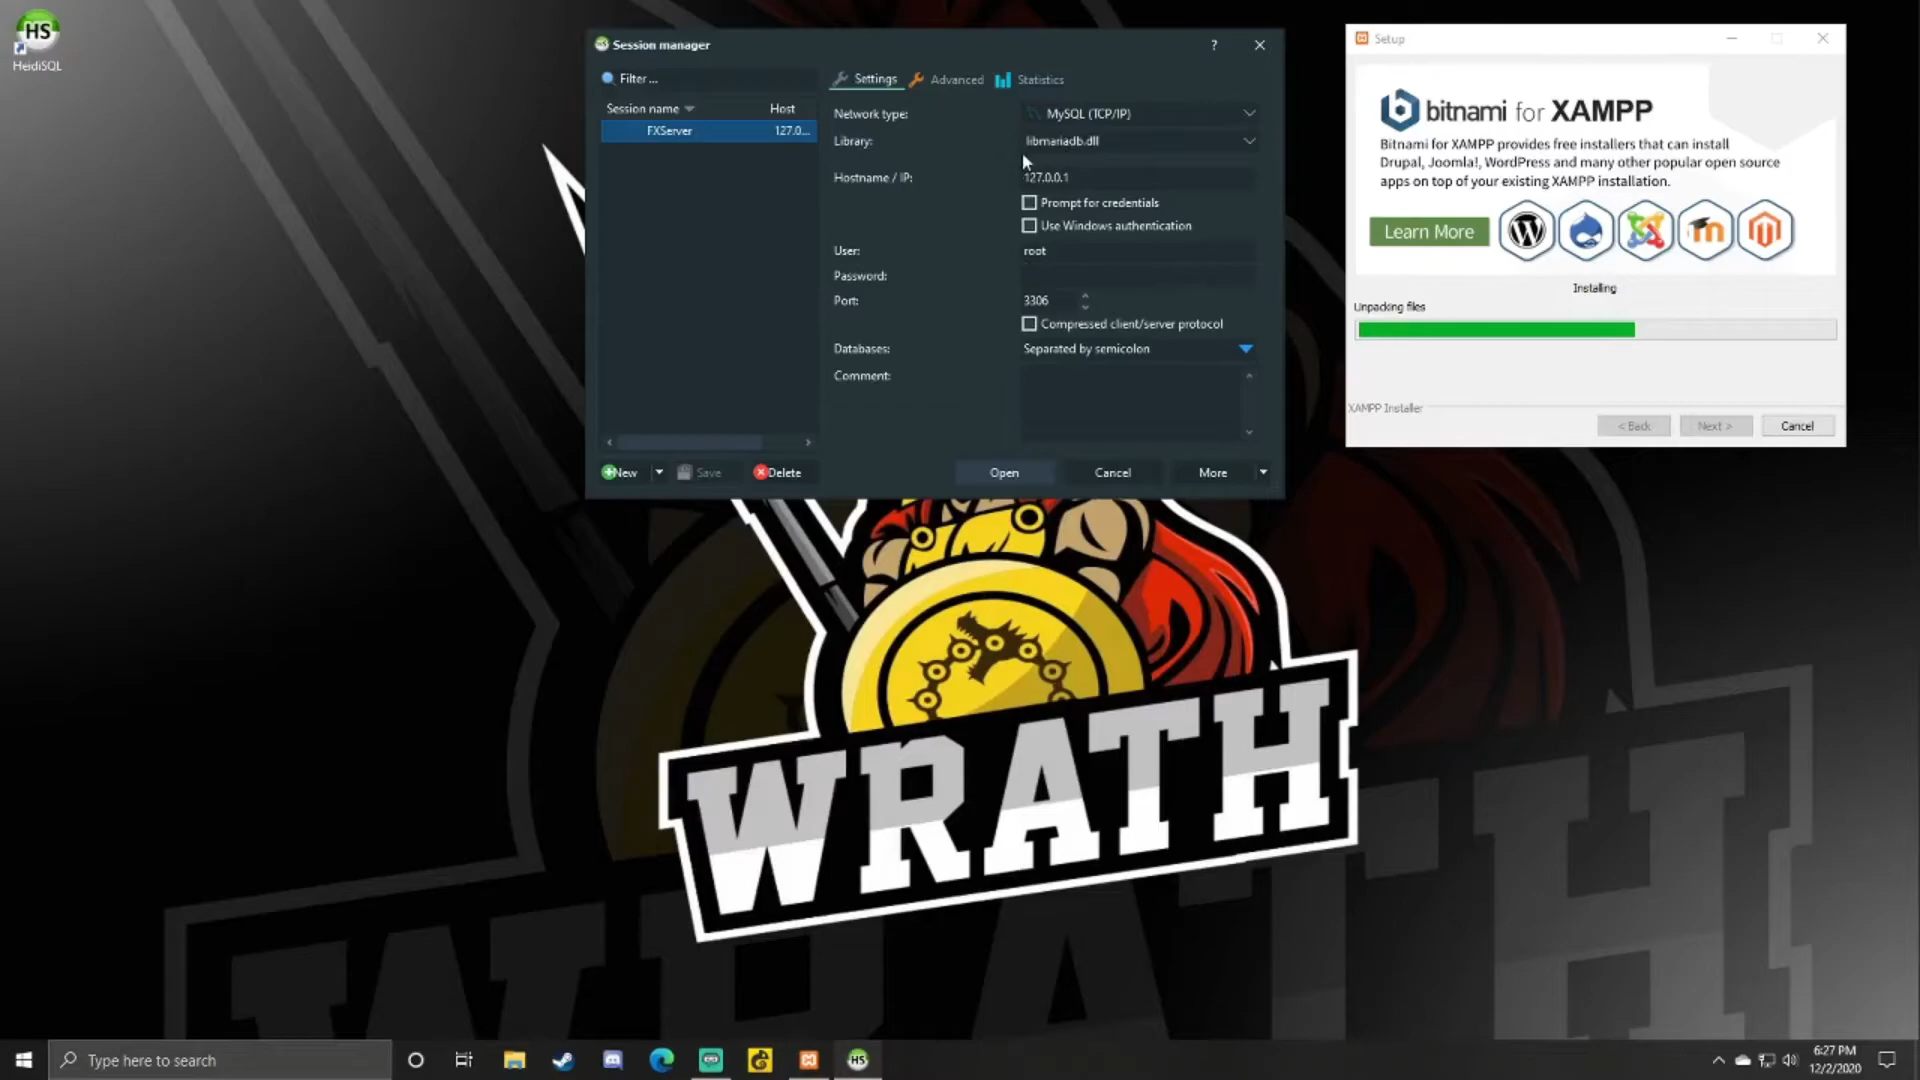 HS
HeidiSQL
Session manager
?
Filter ...
Session name
Host
FXServer
127.0...
New
Save
Delete
Settings
Advanced
Statistics
Network type:
MySQL (TCP/IP)
Library:
libmariadb.dll
Hostname / IP:
127.0.0.1
Prompt for credentials
Use Windows authentication
User:
root
Password:
Port:
3306
Compressed client/server protocol
Databases:
Separated by semicolon
Comment:
Open
Cancel
More
Setup
bitnami for XAMPP
Bitnami for XAMPP provides free installers that can install
Drupal, Joomla!, WordPress and many other popular open source
apps on top of your existing XAMPP installation.
Learn More
Installing
Unpacking files
XAMPP Installer
< Back
Next >
Cancel
WRATH
WRATH
Type here to search
HS
6:27 PM
12/2/2020